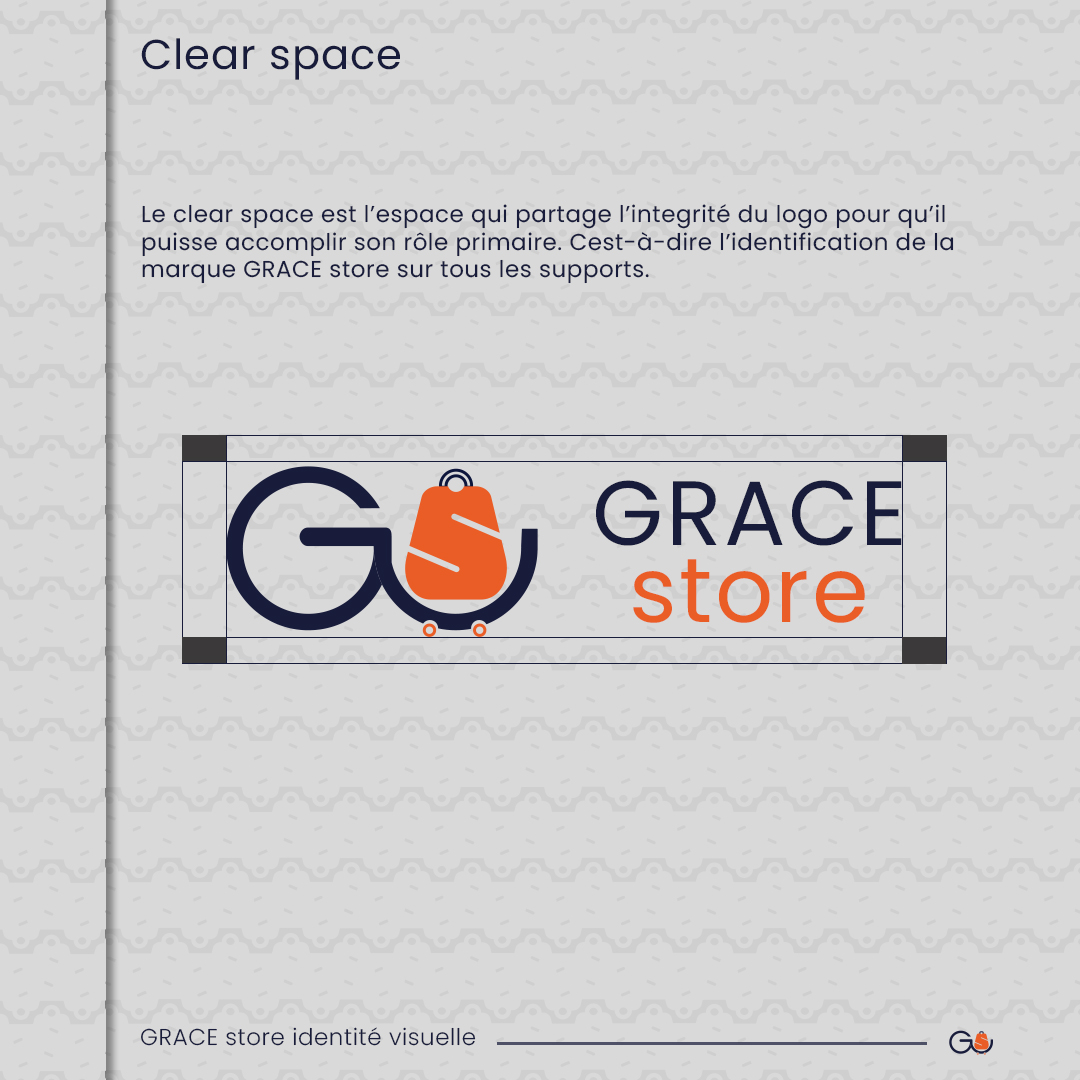 Clear space
Le clear space est l’espace qui partage l’integrité du logo pour qu’il
puisse accomplir son rôle primaire. Cest-à-dire l’identification de la
marque GRACE store sur tous les supports.
GRACE
store
GRACE store identité visuelle